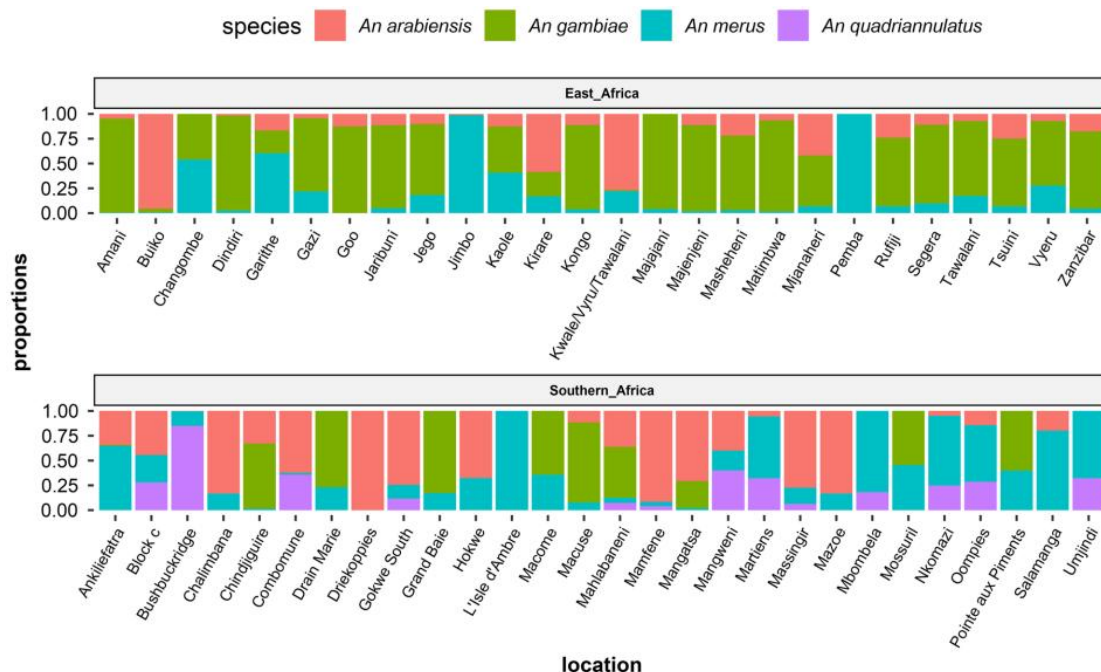 species An arabiensis An gambiae An merus An quadriannulatus
East_Africa
1.00
0.75
0.50
0.25
0.00
Amani Buiko Changombe Dindiri Garithe Gazi Goo Jaribuni Jego Jimbo Kaole Kirare Kongo Kwale/Vyru/Tawalani Majajani Majenjeni Masheheni Matimbwa Mjanaheri Pemba Rufiji Segera Tawalani Tsuini Vyeru Zanzibar
proportions
Southern_Africa
1.00
0.75
0.50
0.25
0.00
Ankiliefatra Block c Bushbuckridge Chalimbana Chindjiguire Combomune Drain Marie Driekoppies Gokwe South Grand Baie Hokwe L'Isle d'Ambre Macome Macuse Mahlabaneni Mamfene Mangatsa Mangweni Martiens Massingir Mazoe Mbombela Mossuril Nkomazi Oompies Pointe aux Piments Salamanga Umjindi
location